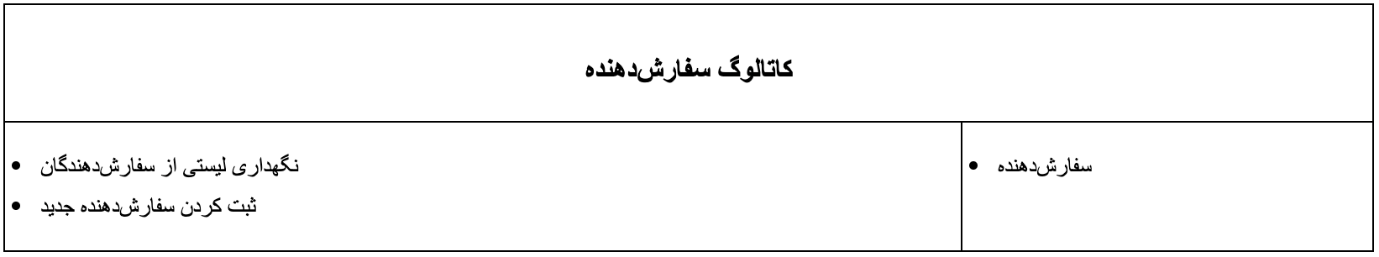 کاتالوگ سفارش‌دهنده
نگهداری لیستی از سفارش‌دهندگان
ثبت کردن سفارش‌دهنده جدید
سفارش‌دهنده